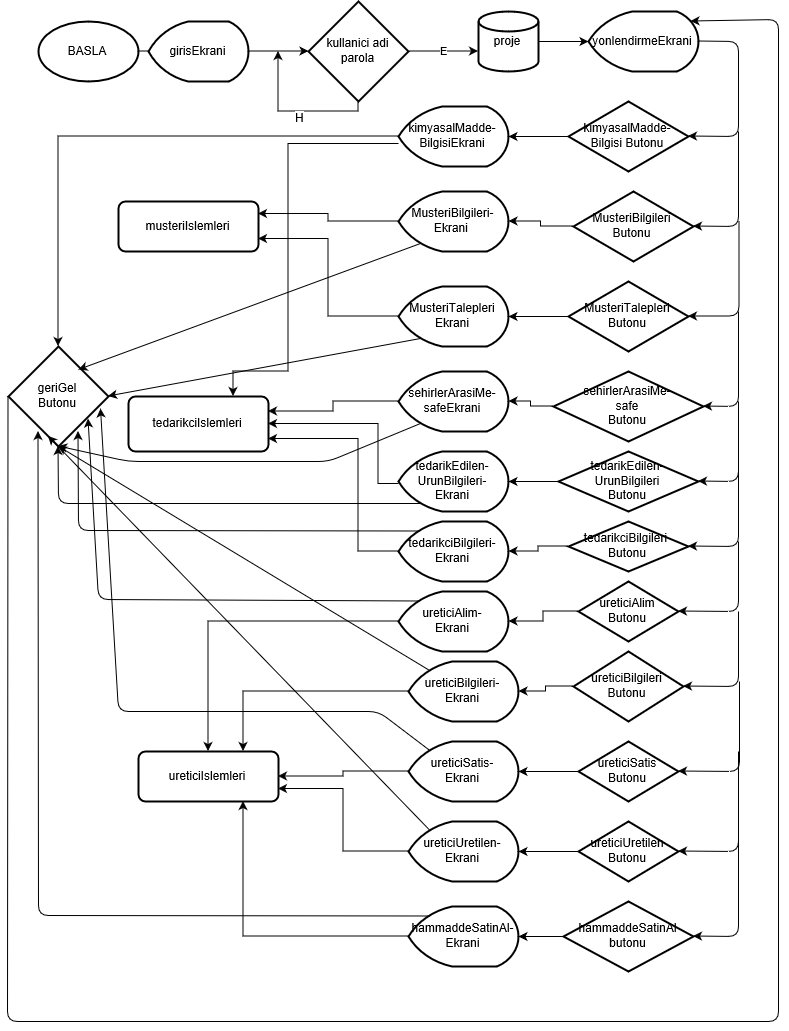 BASLA
girisEkrani
kullanici adi
parola
E
H
proje
yonlendirmeEkrani
kimyasalMadde-
BilgisiEkrani
kimyasalMadde-
Bilgisi Butonu
musteriIslemleri
MusteriBilgileri-
Ekrani
MusteriBilgileri
Butonu
MusteriTalepleri
Ekrani
MusteriTalepleri
Butonu
geriGel
Butonu
tedarikciIslemleri
sehirlerArasiMe-
safeEkrani
sehirlerArasiMe-
safe
Butonu
tedarikEdilen-
UrunBilgileri-
Ekrani
tedarikEdilen-
UrunBilgileri
Butonu
tedarikciBilgileri-
Ekrani
tedarikciBilgileri
Butonu
ureticiAlim-
Ekrani
ureticiAlim
Butonu
ureticiBilgileri-
Ekrani
ureticiBilgileri
Butonu
ureticiIslemleri
ureticiSatis-
Ekrani
ureticiSatis
Butonu
ureticiUretilen-
Ekrani
ureticiUretilen
Butonu
hammaddeSatinAl-
Ekrani
hammaddeSatinAl
butonu